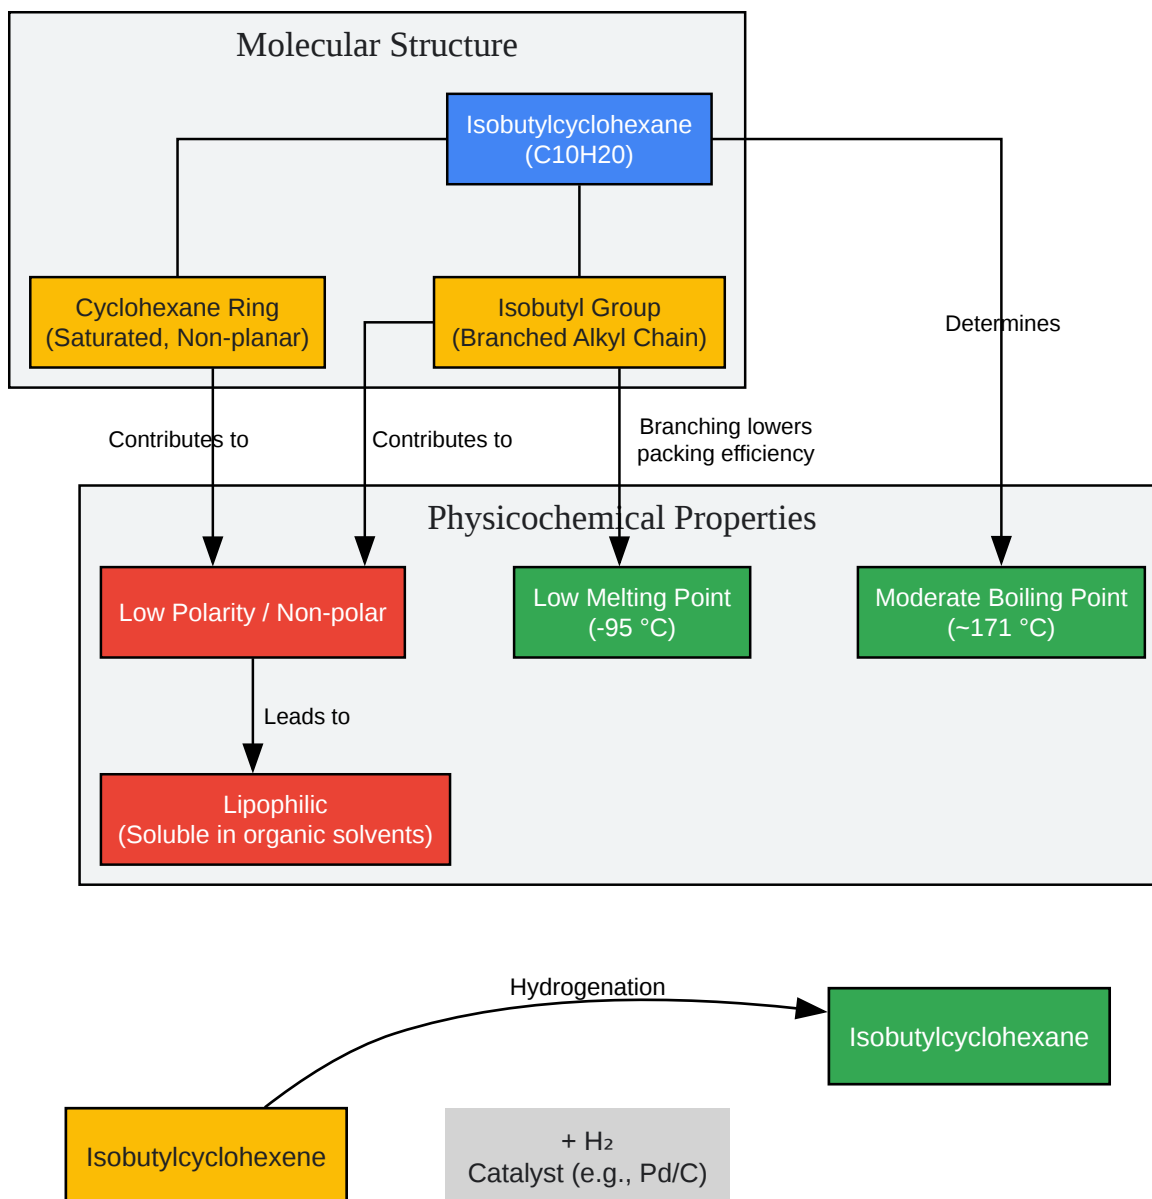 Molecular Structure
Isobutylcyclohexane
(C10H20)
Cyclohexane Ring
(Saturated, Non-planar)
Isobutyl Group
(Branched Alkyl Chain)
Determines
Contributes to
Contributes to
Branching lowers
packing efficiency
Physicochemical Properties
Low Polarity / Non-polar
Low Melting Point
(-95 °C)
Moderate Boiling Point
(~171 °C)
Leads to
Lipophilic
(Soluble in organic solvents)
Hydrogenation
Isobutylcyclohexane
Isobutylcyclohexene
+ H₂
Catalyst (e.g., Pd/C)